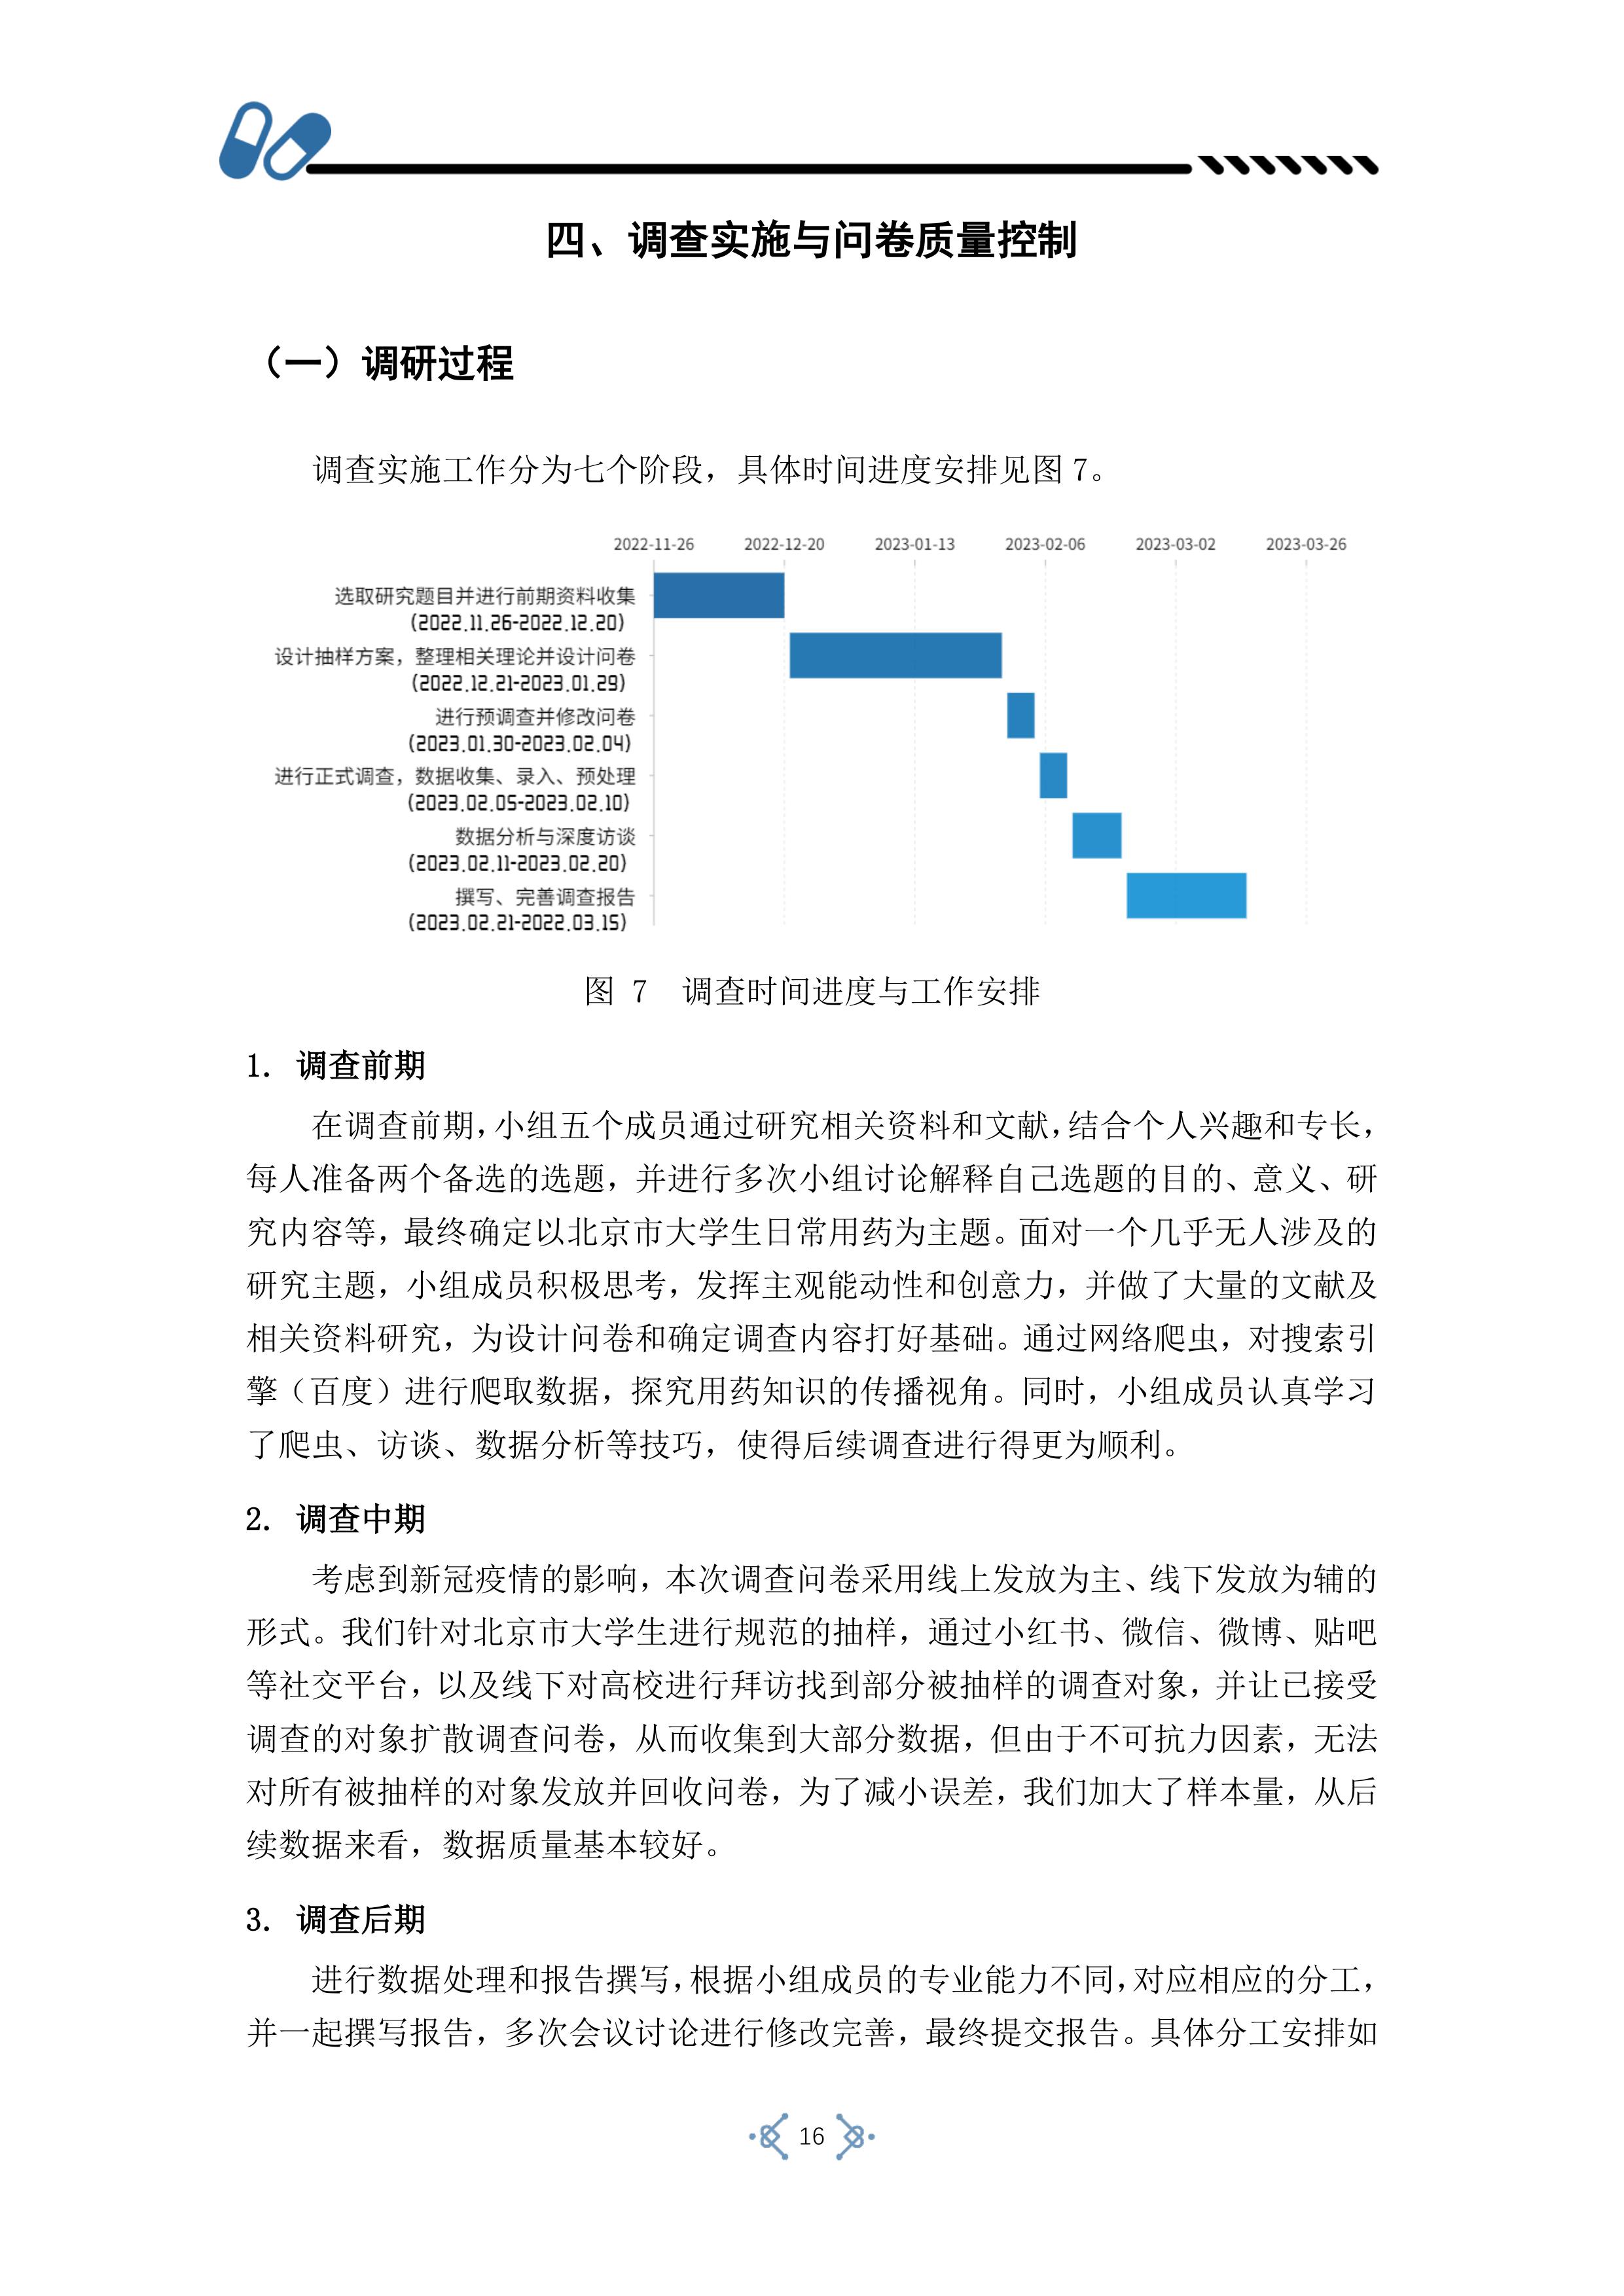 四、调查实施与问卷质量控制
（一）调研过程
调查实施工作分为七个阶段，具体时间进度安排见图 7。
2022-11-26 2022-12-20 2023-01-13 2023-02-06 2023-03-02 2023-03-26
选取研究题目并进行前期资料收集
(2022.11.26-2022.12.20)
设计抽样方案，整理相关理论并设计问卷
(2022.12.21-2023.01.29)
进行预调查并修改问卷
(2023.01.30-2023.02.04)
进行正式调查，数据收集、录入、预处理
(2023.02.05-2023.02.10)
数据分析与深度访谈
(2023.02.11-2023.02.20)
撰写、完善调查报告
(2023.02.21-2022.03.15)
图 7 调查时间进度与工作安排
1. 调查前期
在调查前期，小组五个成员通过研究相关资料和文献，结合个人兴趣和专长，
每人准备两个备选的选题，并进行多次小组讨论解释自己选题的目的、意义、研
究内容等，最终确定以北京市大学生日常用药为主题。面对一个几乎无人涉及的
研究主题，小组成员积极思考，发挥主观能动性和创意力，并做了大量的文献及
相关资料研究，为设计问卷和确定调查内容打好基础。通过网络爬虫，对搜索引
擎（百度）进行爬取数据，探究用药知识的传播视角。同时，小组成员认真学习
了爬虫、访谈、数据分析等技巧，使得后续调查进行得更为顺利。
2. 调查中期
考虑到新冠疫情的影响，本次调查问卷采用线上发放为主、线下发放为辅的
形式。我们针对北京市大学生进行规范的抽样，通过小红书、微信、微博、贴吧
等社交平台，以及线下对高校进行拜访找到部分被抽样的调查对象，并让已接受
调查的对象扩散调查问卷，从而收集到大部分数据，但由于不可抗力因素，无法
对所有被抽样的对象发放并回收问卷，为了减小误差，我们加大了样本量，从后
续数据来看，数据质量基本较好。
3. 调查后期
进行数据处理和报告撰写，根据小组成员的专业能力不同，对应相应的分工，
并一起撰写报告，多次会议讨论进行修改完善，最终提交报告。具体分工安排如
16